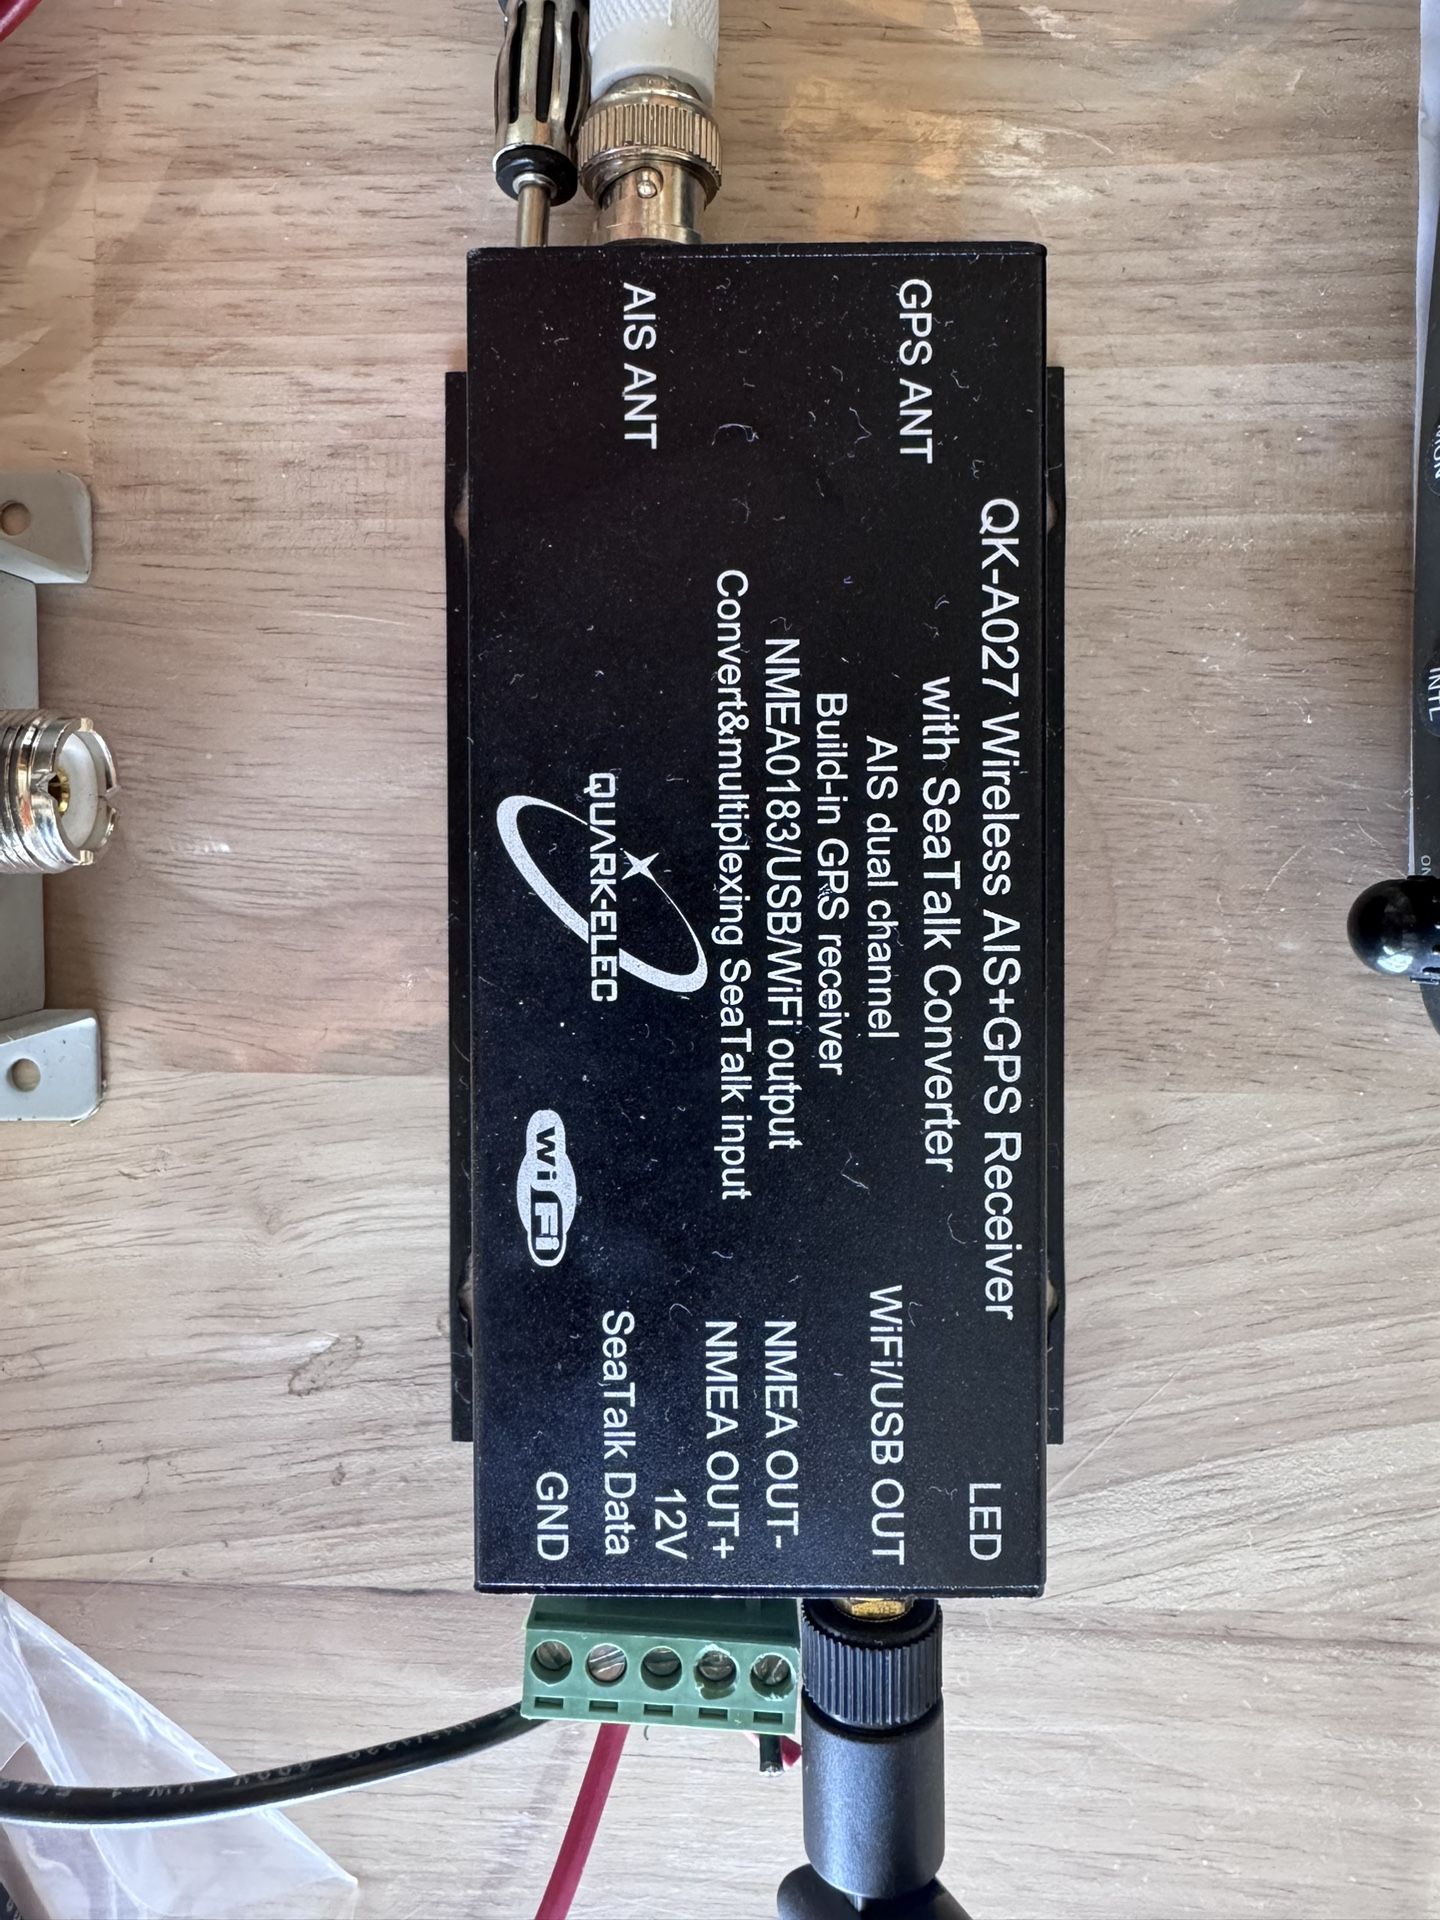 QK-A027 Wireless AIS+GPS Receiver
with SeaTalk Converter
AIS dual channel
Build-in GPS receiver
NMEA0183/USB/WiFi output
Convert&multiplexing SeaTalk input
GPS ANT
AIS ANT
QUARK-ELEC
WiFi
LED
WiFi/USB OUT
NMEA OUT-
NMEA OUT+
12V
SeaTalk Data
GND
INTL